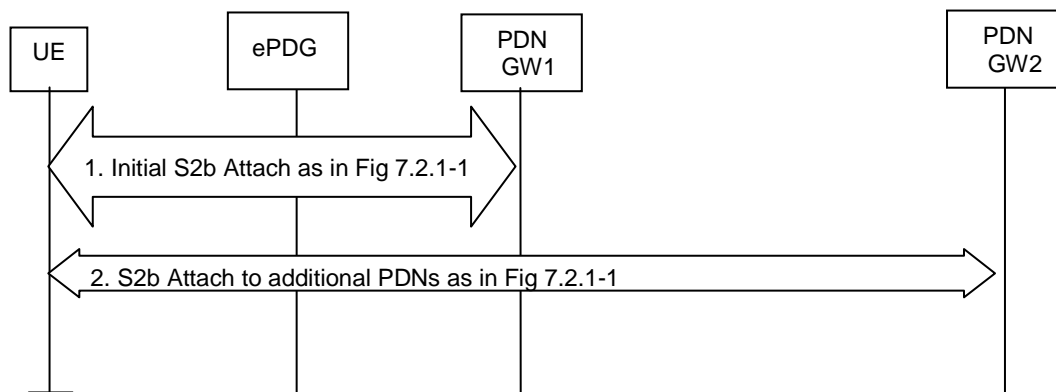 UE
ePDG
PDN
GW1
PDN
GW2
1. Initial S2b Attach as in Fig 7.2.1-1
2. S2b Attach to additional PDNs as in Fig 7.2.1-1